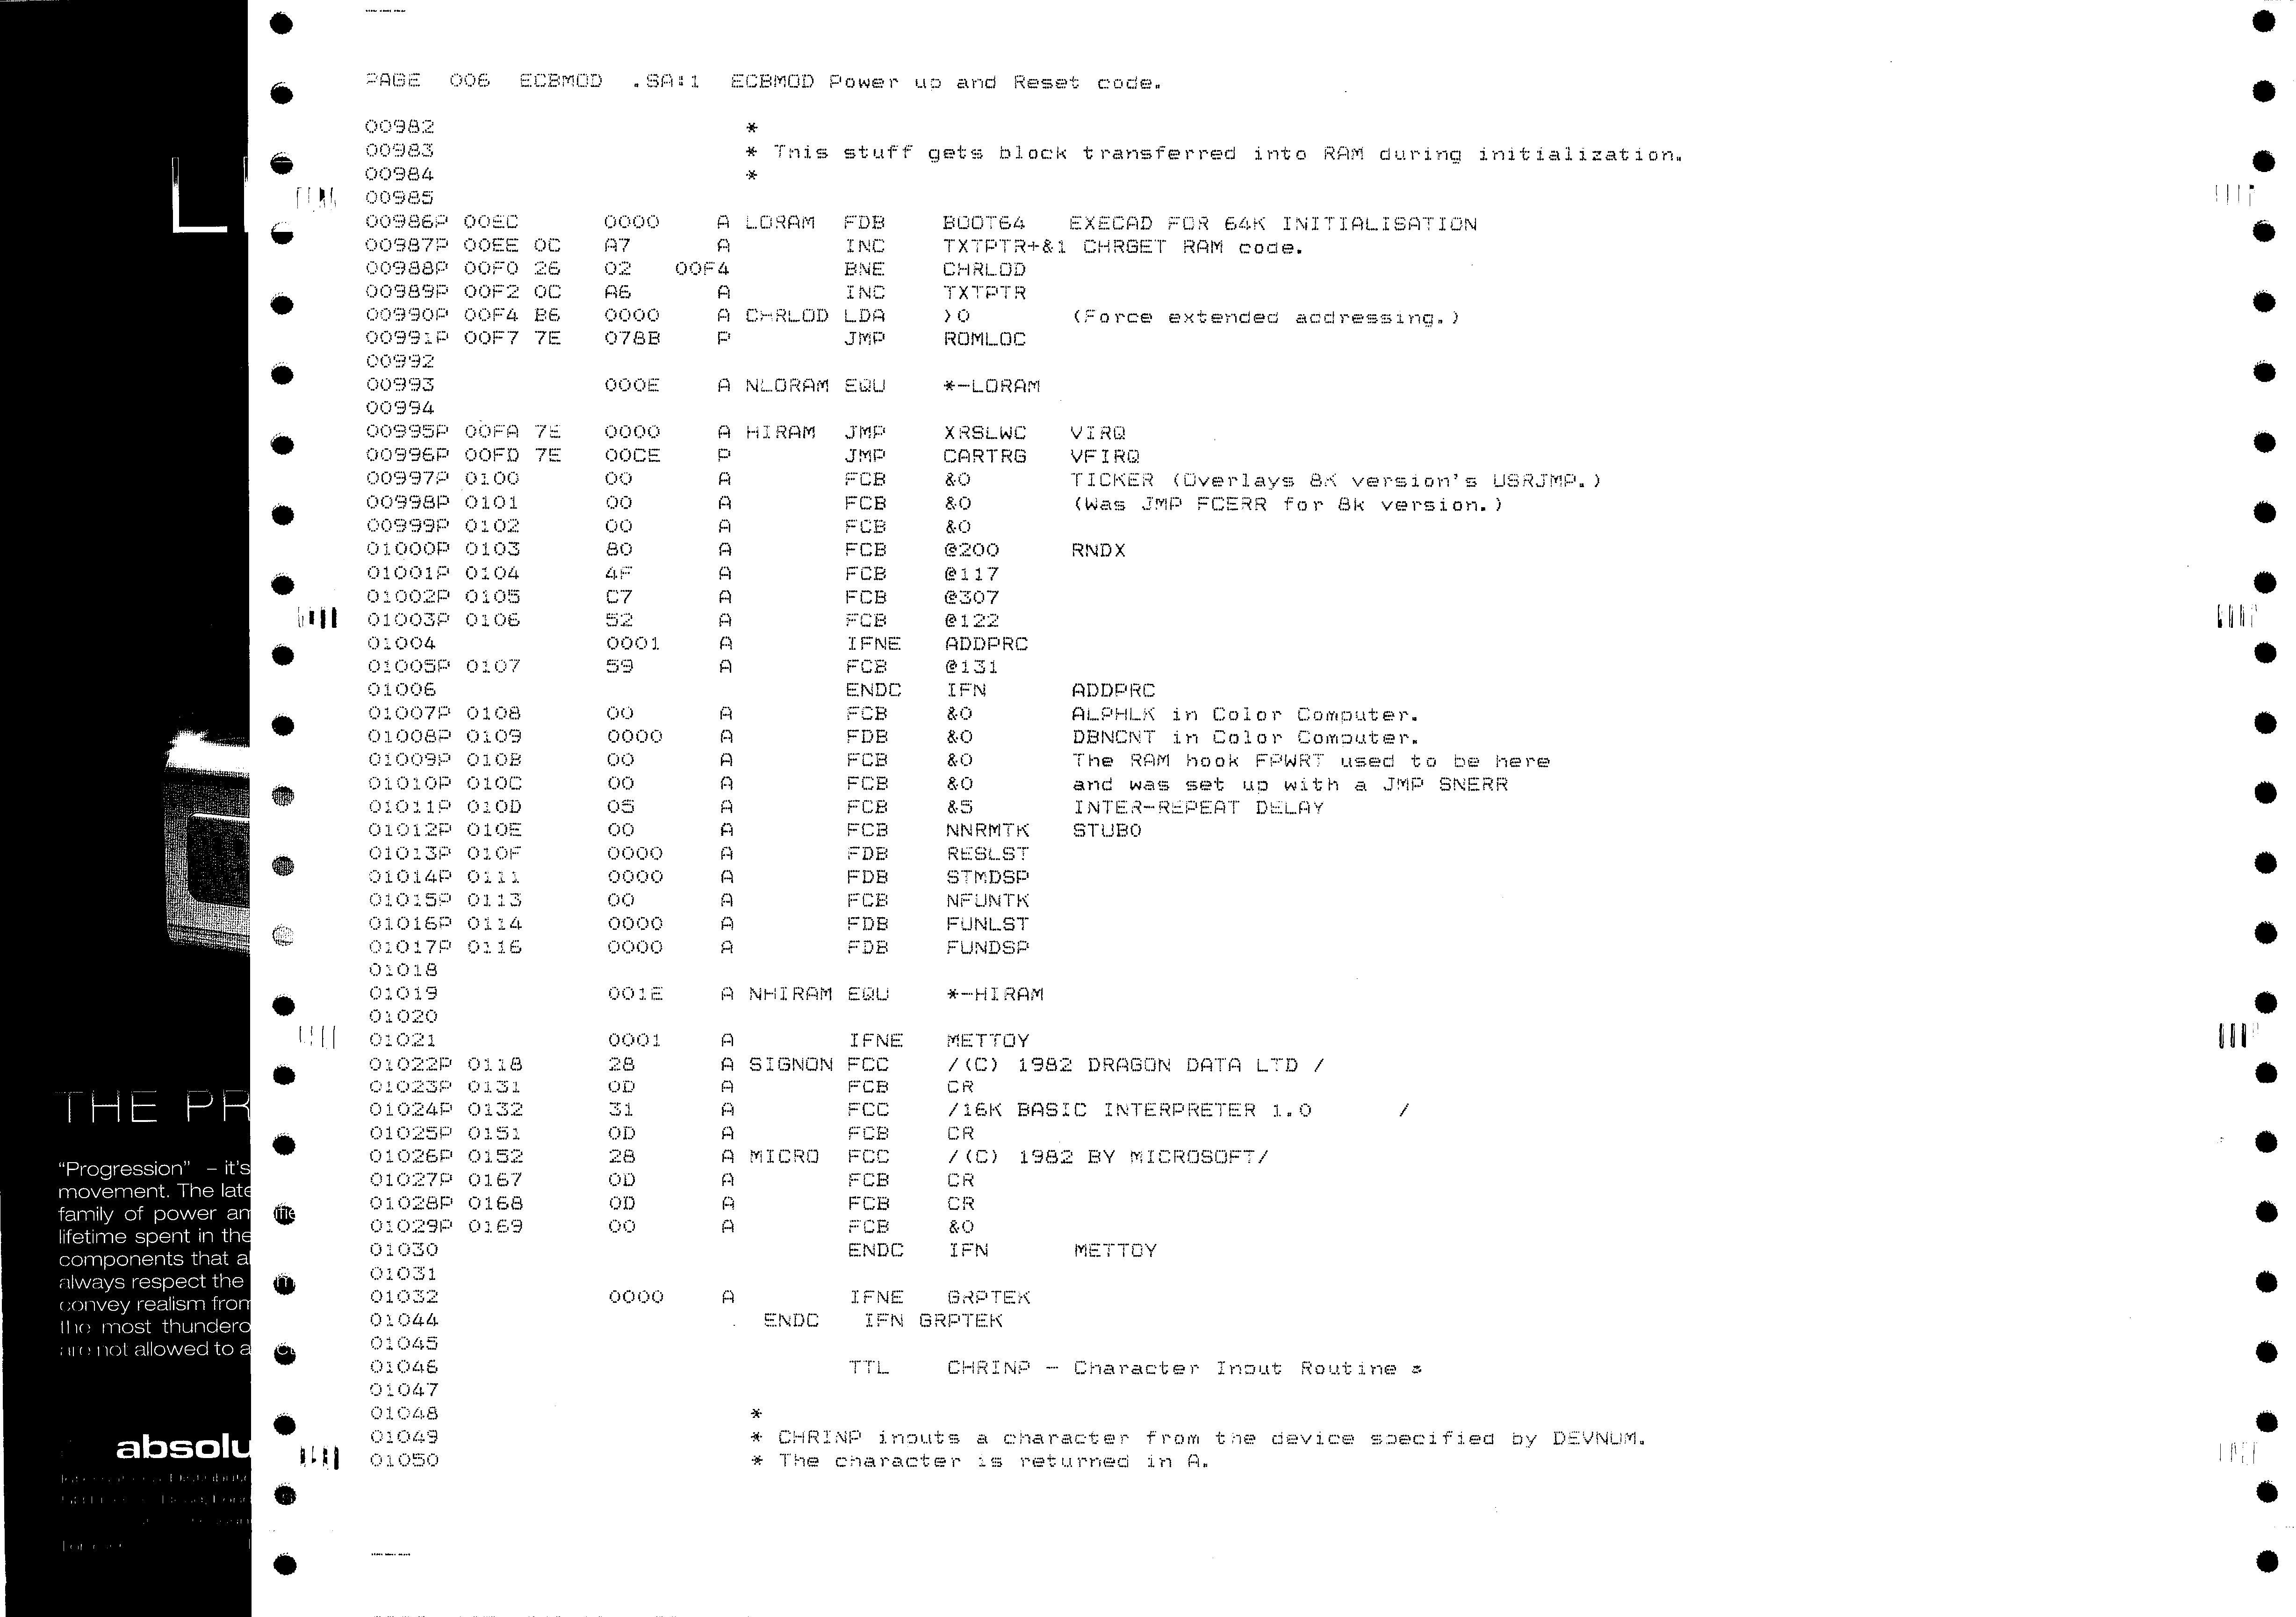 PAGE 006 ECBMOD .SA:1 ECBMOD Power up and Reset code.
00982 *
00983 * This stuff gets block transferred into RAM during initialization.
00984 *
00985
00986P 00EC 0000 A LORAM FDB BOOT64 EXECAD FOR 64K INITIALISATION
00987P 00EE 0C A7 A INC TXTPTR+&1 CHRGET RAM code.
00988P 00F0 26 02 00F4 BNE CHRLOD
00989P 00F2 0C A6 A INC TXTPTR
00990P 00F4 B6 0000 A CHRLOD LDA >0 (Force extended addressing.)
00991P 00F7 7E 078B P JMP ROMLOC
00992
00993 000E A NLORAM EQU *-LORAM
00994
00995P 00FA 7E 0000 A HIRAM JMP XRSLWC VIRQ
00996P 00FD 7E 00CE P JMP CARTRG VFIRQ
00997P 0100 00 A FCB &0 TICKER (Overlays 8K version's USRJMP.)
00998P 0101 00 A FCB &0 (Was JMP FCERR for 8k version.)
00999P 0102 00 A FCB &0
01000P 0103 80 A FCB @200 RNDX
01001P 0104 4F A FCB @117
01002P 0105 C7 A FCB @307
01003P 0106 52 A FCB @122
01004 0001 A IFNE ADDPRC
01005P 0107 59 A FCB @131
01006 ENDC IFN ADDPRC
01007P 0108 00 A FCB &0 ALPHLK in Color Computer.
01008P 0109 0000 A FDB &0 DBNCNT in Color Computer.
01009P 010B 00 A FCB &0 The RAM hook FPWRT used to be here
01010P 010C 00 A FCB &0 and was set up with a JMP SNERR
01011P 010D 05 A FCB &5 INTER-REPEAT DELAY
01012P 010E 00 A FCB NNRMTK STUB0
01013P 010F 0000 A FDB RESLST
01014P 0111 0000 A FDB STMDSP
01015P 0113 00 A FCB NFUNTK
01016P 0114 0000 A FDB FUNLST
01017P 0116 0000 A FDB FUNDSP
01018
01019 001E A NHIRAM EQU *-HIRAM
01020
01021 0001 A IFNE METTOY
01022P 0118 28 A SIGNON FCC /(C) 1982 DRAGON DATA LTD /
01023P 0131 0D A FCB CR
01024P 0132 31 A FCC /16K BASIC INTERPRETER 1.0 /
01025P 0151 0D A FCB CR
01026P 0152 28 A MICRO FCC /(C) 1982 BY MICROSOFT/
01027P 0167 0D A FCB CR
01028P 0168 0D A FCB CR
01029P 0169 00 A FCB &0
01030 ENDC IFN METTOY
01031
01032 0000 A IFNE GRPTEK
01044 ENDC IFN GRPTEK
01045
01046 TTL CHRINP - Character Input Routine *
01047
01048 *
01049 * CHRINP inputs a character from the device specified by DEVNUM.
01050 * The character is returned in A.
THE PR
"Progression" – it's
movement. The late
family of power am
lifetime spent in the
components that al
always respect the
convey realism from
the most thundero
are not allowed to a
absolu